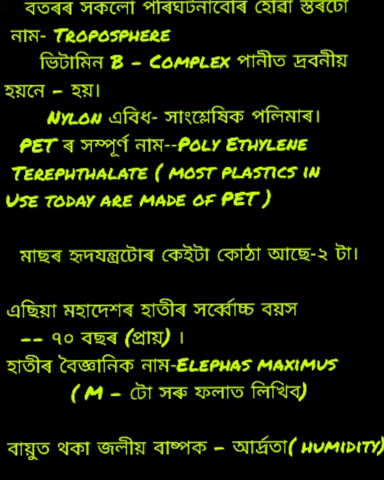 বতৰৰ সকলো পৰিঘটনাবোৰ হোৱা স্তৰটো
নাম- Troposphere
ভিটামিন B – Complex পানীত দ্ৰবনীয়
হয়নে – হয়।
Nylon এবিধ- সাংশ্লেষিক পলিমাৰ।
PET ৰ সম্পূৰ্ণ নাম--Poly Ethylene
Terephthalate ( most plastics in
Use today are made of PET )
মাছৰ হৃদযন্ত্ৰটোৰ কেইটা কোঠা আছে-২ টা।
এছিয়া মহাদেশৰ হাতীৰ সৰ্ব্বোচ্চ বয়স
-- ৭০ বছৰ (প্ৰায়) ।
হাতীৰ বৈজ্ঞানিক নাম-Elephas maximus
( M – টো সৰু ফলাত লিখিব)
বায়ুত থকা জলীয় বাষ্পক – আৰ্দ্ৰতা( humidity)